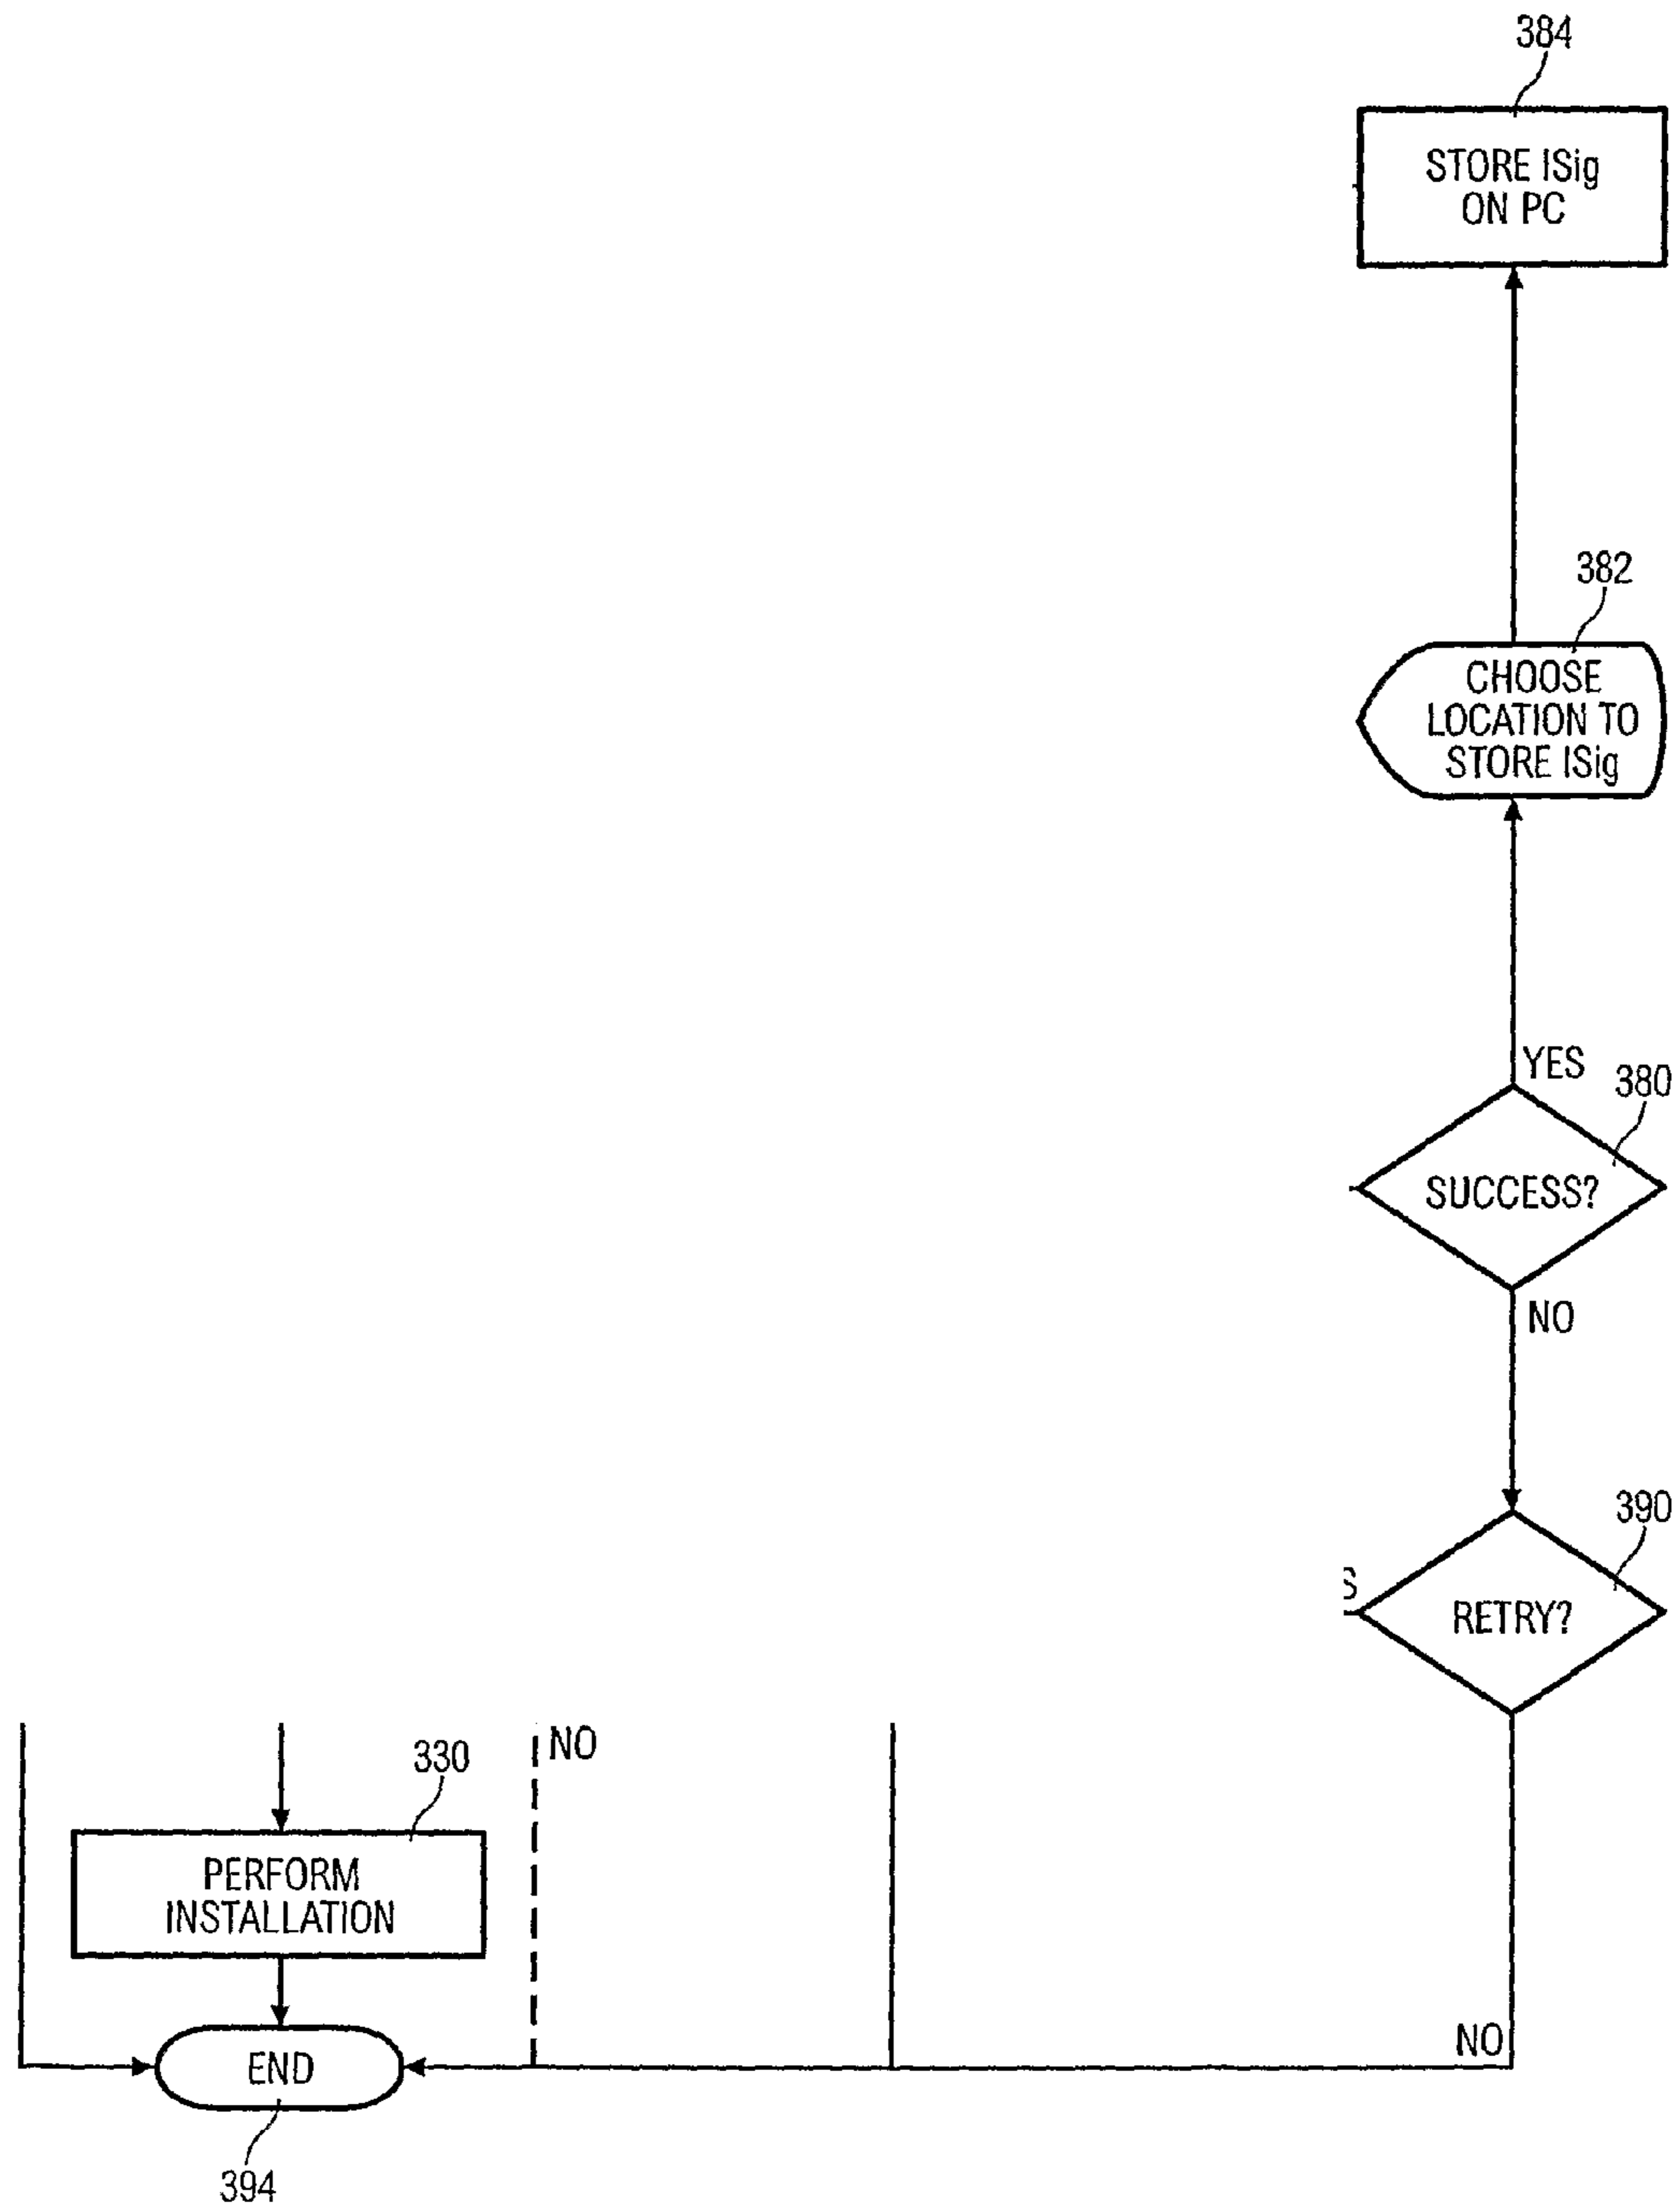 384
STORE ISig
ON PC
382
CHOOSE
LOCATION TO
STORE ISig
YES
380
SUCCESS?
NO
390
S
RETRY?
NO
330
PERFORM
INSTALLATION
NO
END
394